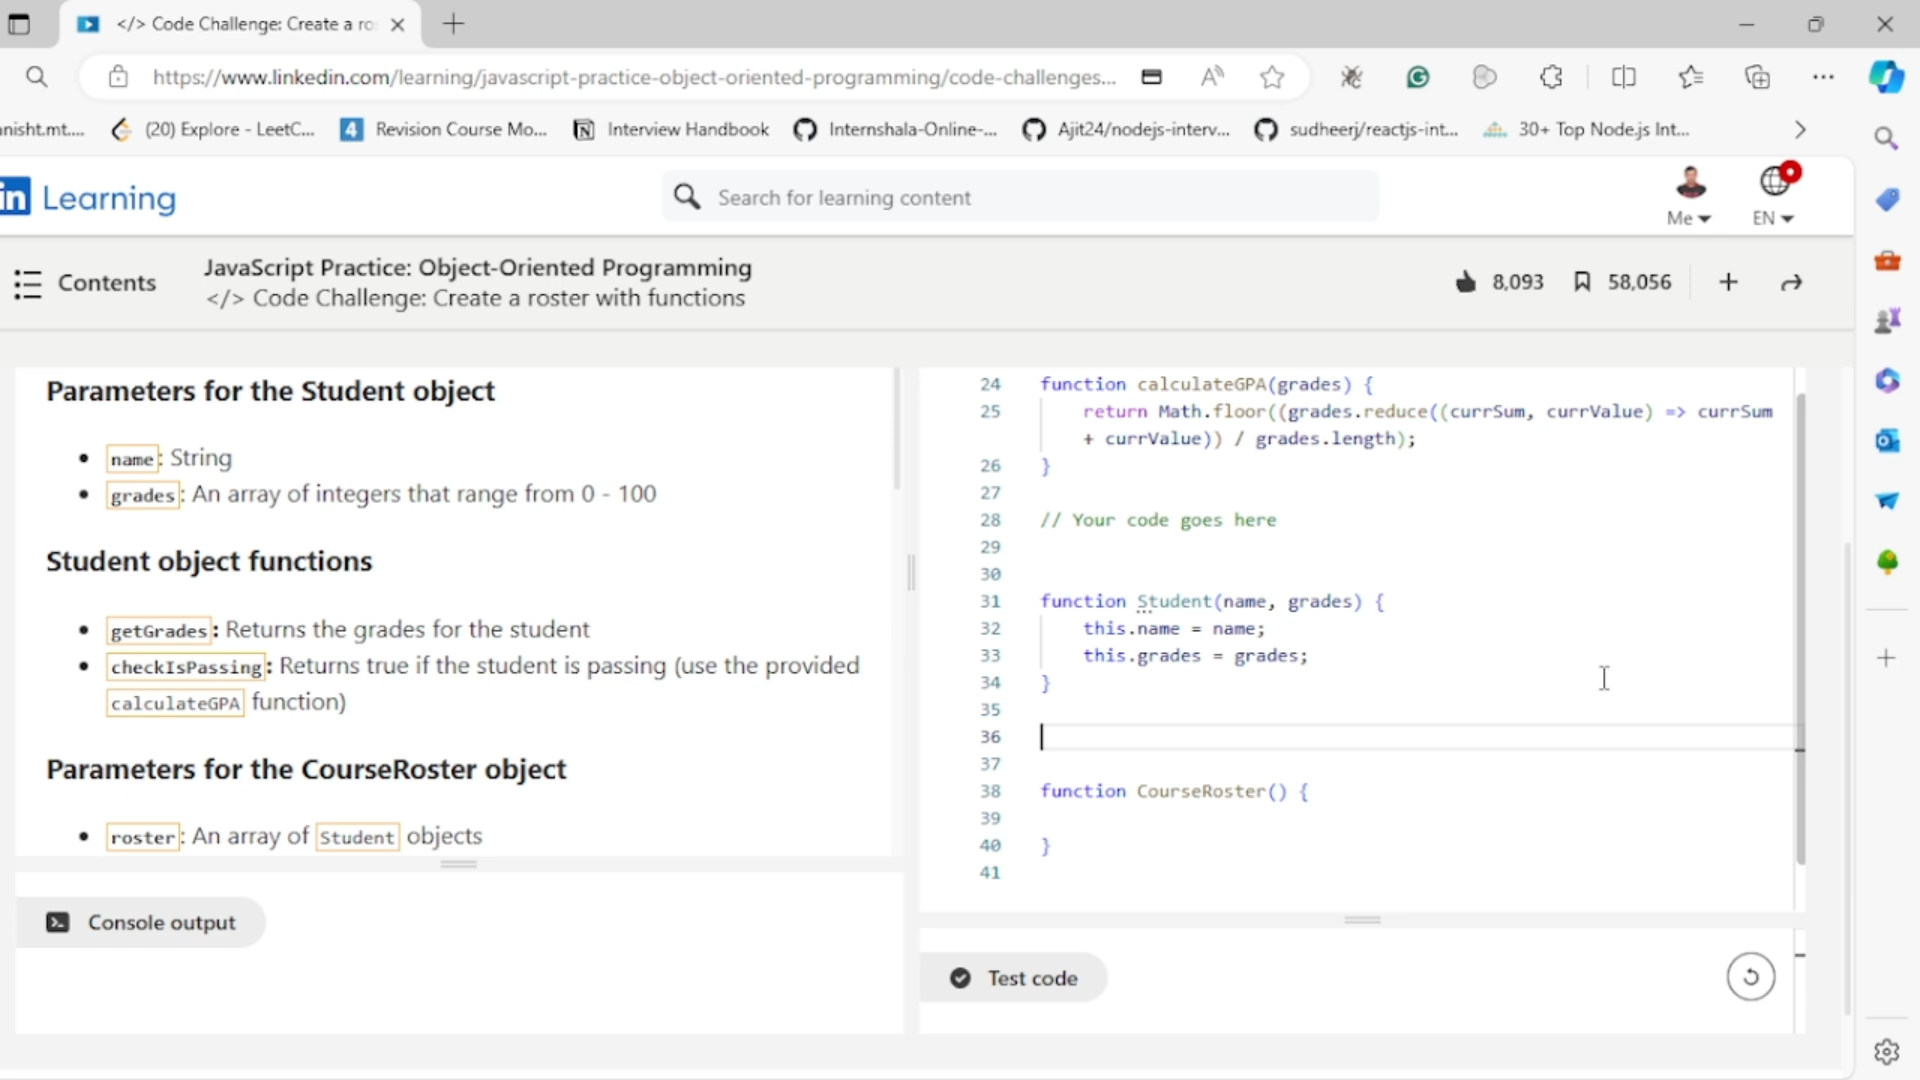 </> Code Challenge: Create a ro
https://www.linkedin.com/learning/javascript-practice-object-oriented-programming/code-challenges...
anisht.mt....
(20) Explore - LeetC...
4 Revision Course Mo...
Interview Handbook
Internshala-Online-...
Ajit24/nodejs-interv...
sudheerj/reactjs-int...
30+ Top Node.js Int...
in Learning
Search for learning content
Me
EN
Contents
JavaScript Practice: Object-Oriented Programming
</> Code Challenge: Create a roster with functions
8,093
58,056
Parameters for the Student object
name: String
grades: An array of integers that range from 0 - 100
Student object functions
getGrades: Returns the grades for the student
checkIsPassing: Returns true if the student is passing (use the provided
calculateGPA function)
Parameters for the CourseRoster object
roster: An array of Student objects
Console output
24 function calculateGPA(grades) {
25 return Math.floor((grades.reduce((currSum, currValue) => currSum
+ currValue)) / grades.length);
26 }
27
28 // Your code goes here
29
30
31 function Student(name, grades) {
32 this.name = name;
33 this.grades = grades;
34 }
35
36
37
38 function CourseRoster() {
39
40 }
41
Test code